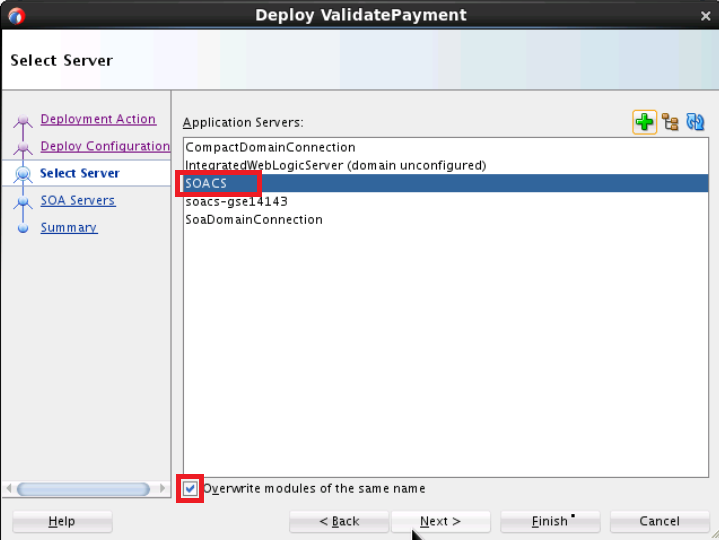 Deploy ValidatePayment
Select Server
Deployment Action
Deploy Configuration
Select Server
SOA Servers
Summary
Application Servers:
CompactDomainConnection
IntegratedWebLogicServer (domain unconfigured)
SOACS
soacs-gse14143
SoaDomainConnection
Overwrite modules of the same name
Help
< Back
Next >
Finish
Cancel